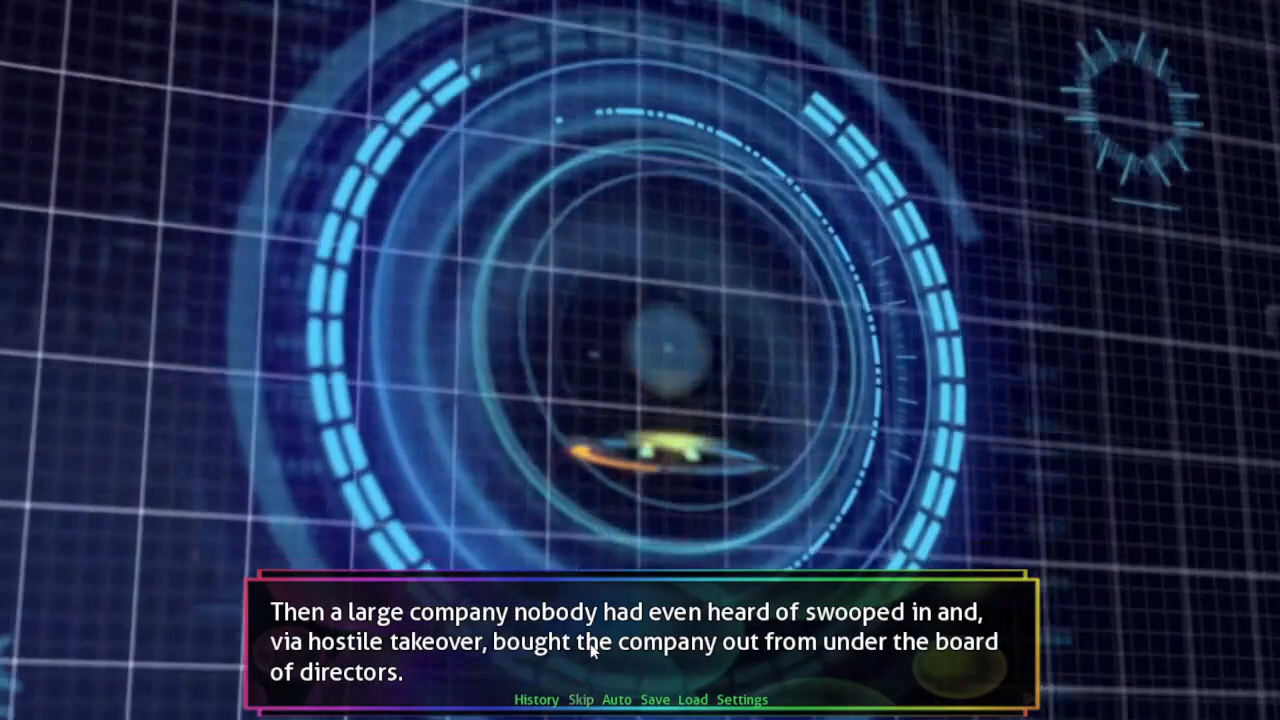 Then a large company nobody had even heard of swooped in and,
via hostile takeover, bought the company out from under the board
of directors.
History Skip Auto Save Load Settings